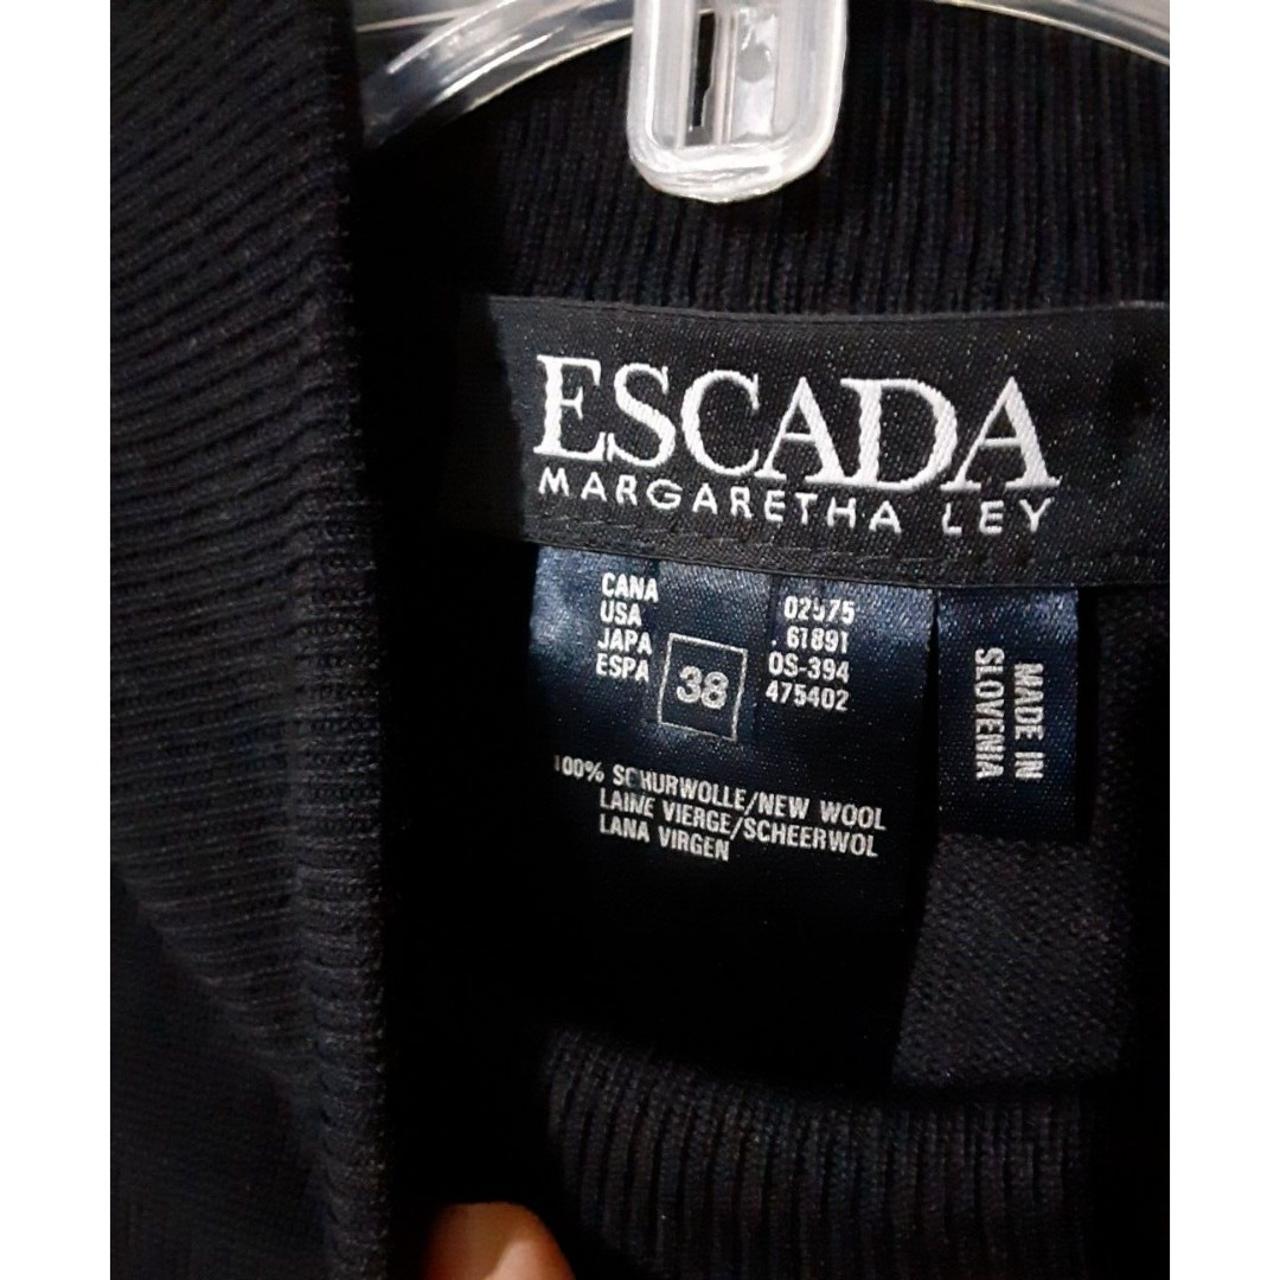 ESCADA
MARGARETHA LEY
CANA 02575
USA 61891
JAPA OS-394
ESPA 475402
38
100% SCHURWOLLE/NEW WOOL
LAINE VIERGE/SCHEERWOL
LANA VIRGEN
MADE IN
SLOVENIA